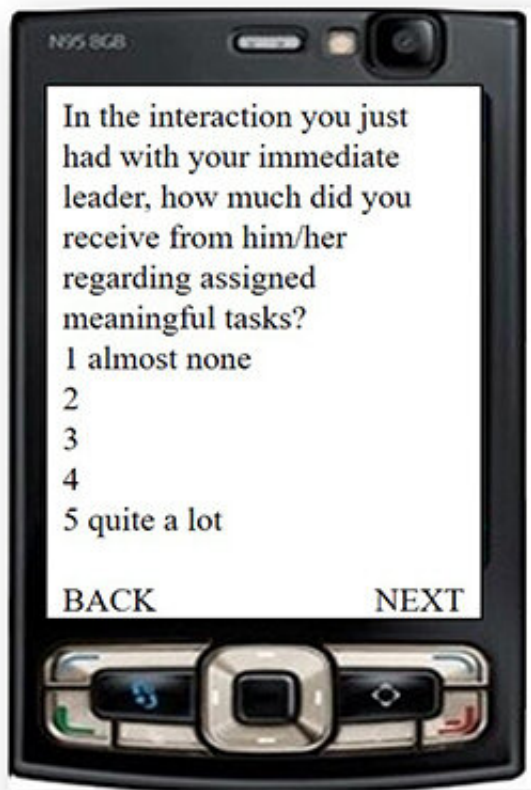 N95 8GB
In the interaction you just
had with your immediate
leader, how much did you
receive from him/her
regarding assigned
meaningful tasks?
1 almost none
2
3
4
5 quite a lot
BACK NEXT